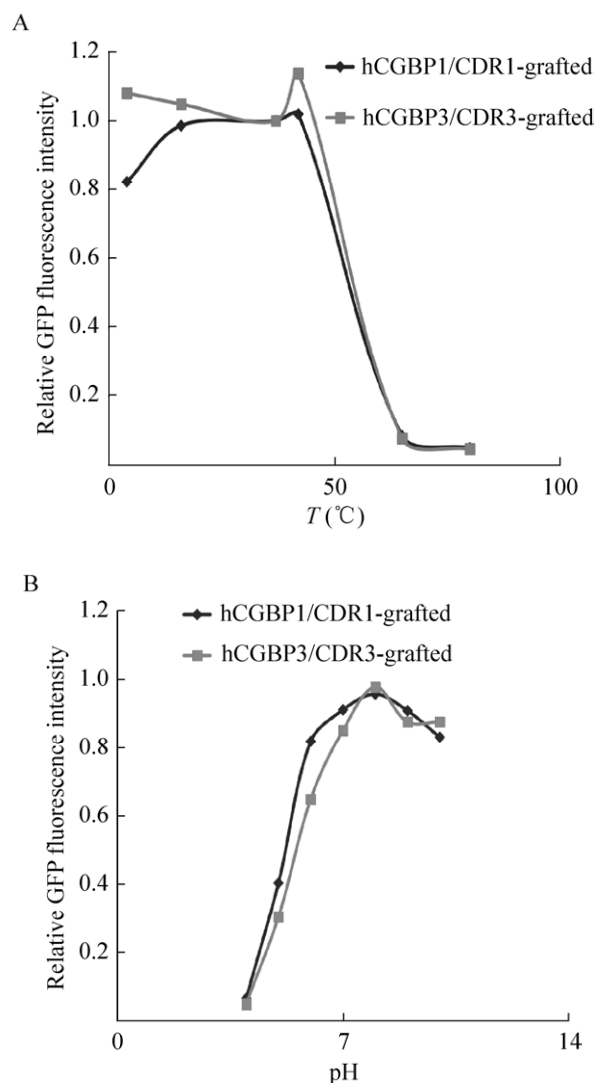 A
Relative GFP fluorescence intensity
1.2
1.0
0.8
0.6
0.4
0.2
hCGBP1/CDR1-grafted
hCGBP3/CDR3-grafted
0
50
100
T (℃)
B
Relative GFP fluorescence intensity
1.2
1.0
0.8
0.6
0.4
0.2
hCGBP1/CDR1-grafted
hCGBP3/CDR3-grafted
0
7
14
pH